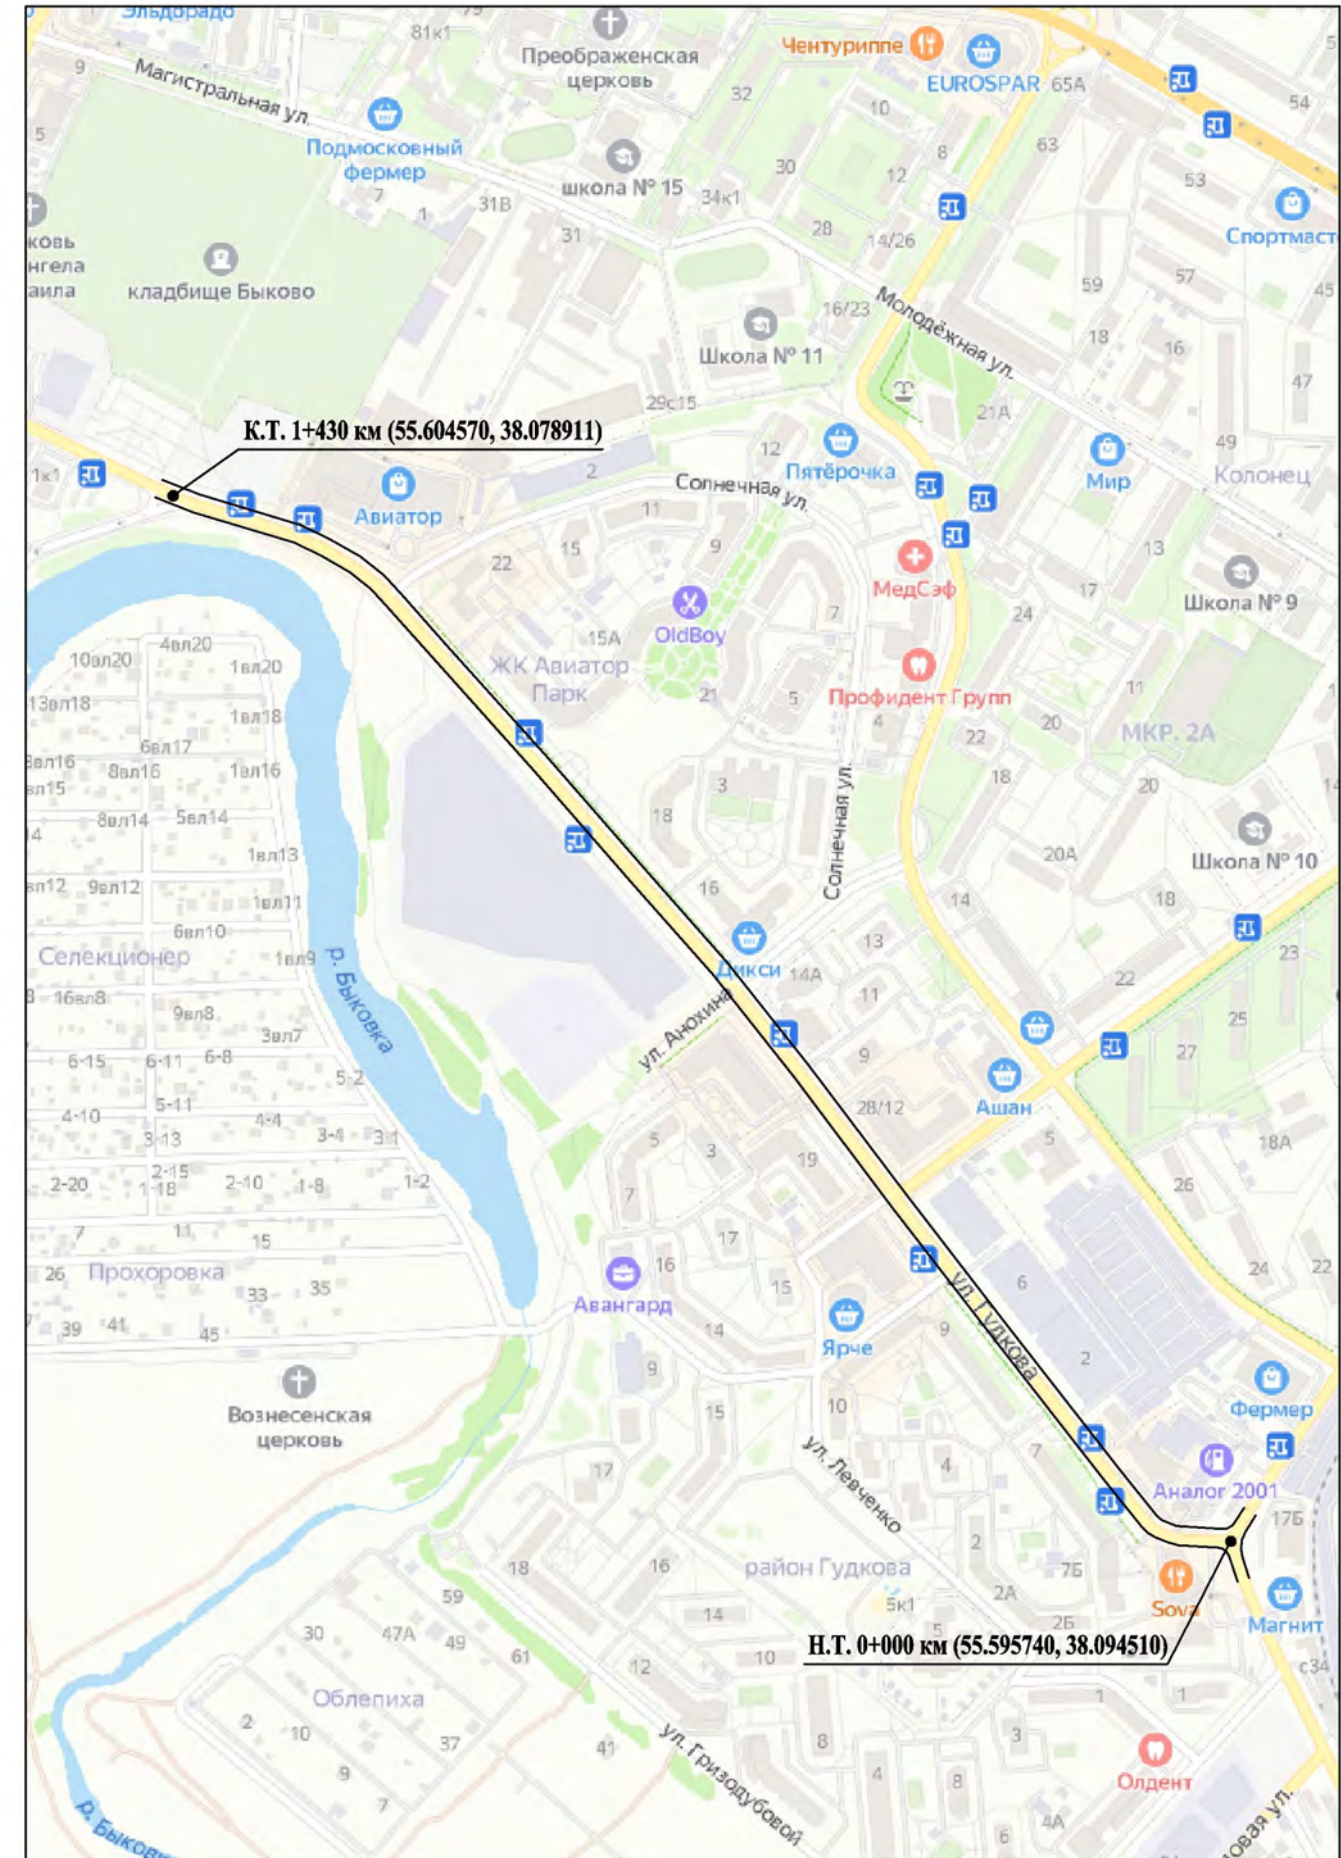 Эльдорадо
79
81к1
Преображенская
церковь
Чентуриппе
EUROSPAR
65А
9
Магистральная ул.
32
10
54
5
Подмосковный
фермер
63
8
школа № 15
30
12
53
7
1
31В
34к1
31
28
14/26
Спортмаст
ковь
нгела
аила
кладбище Быково
57
59
45
16/23
Молодёжная ул.
Школа № 11
18
16
47
29с15
21А
К.Т. 1+430 км (55.604570, 38.078911)
12
49
1к1
2
Пятёрочка
Мир
Колонец
Солнечная ул.
Авиатор
11
15
9
13
22
МедСэф
17
Школа № 9
OldBoy
7
24
15А
4вл20
10вл20
1вл20
ЖК Авиатор
Парк
21
5
Профидент Групп
11
13вл18
1вл18
4
20
МКР. 2А
6вл17
22
8вл16
1вл16
3
18
20
8вл14
5вл14
18
Солнечная ул.
1вл13
20А
Школа № 10
9вл12
16
1вл11
14
18
6вл10
Селекционер
1вл9
р. Быковка
Дикси
14А
13
23
22
16вл8
11
9вл8
25
3вл7
ул. Анохина
6-15
6-11
6-8
9
27
5-2
Ашан
4-10
5-11
4-4
28/12
3-13
3-4
3-1
5
3
5
18А
2-20
2-15
1-1В
2-10
1-8
1-2
19
26
7
7
11
15
17
26
Прохоровка
16
24
22
33
35
Авангард
15
6
ул. Гудкова
39
41
45
14
Ярче
9
2
9
Вознесенская
церковь
Фермер
15
10
7
17
ул. Левченко
4
Аналог 2001
17Б
2
18
16
район Гудкова
7Б
59
2А
Sova
14
5к1
5
2Б
Магнит
30
47А
49
61
12
10
Н.Т. 0+000 км (55.595740, 38.094510)
с34
Облепиха
1
1
2
10
37
41
ул. Гризодубовой
8
3
9
4
8
Олдент
7
4А
6
р. Быковка
овая ул.